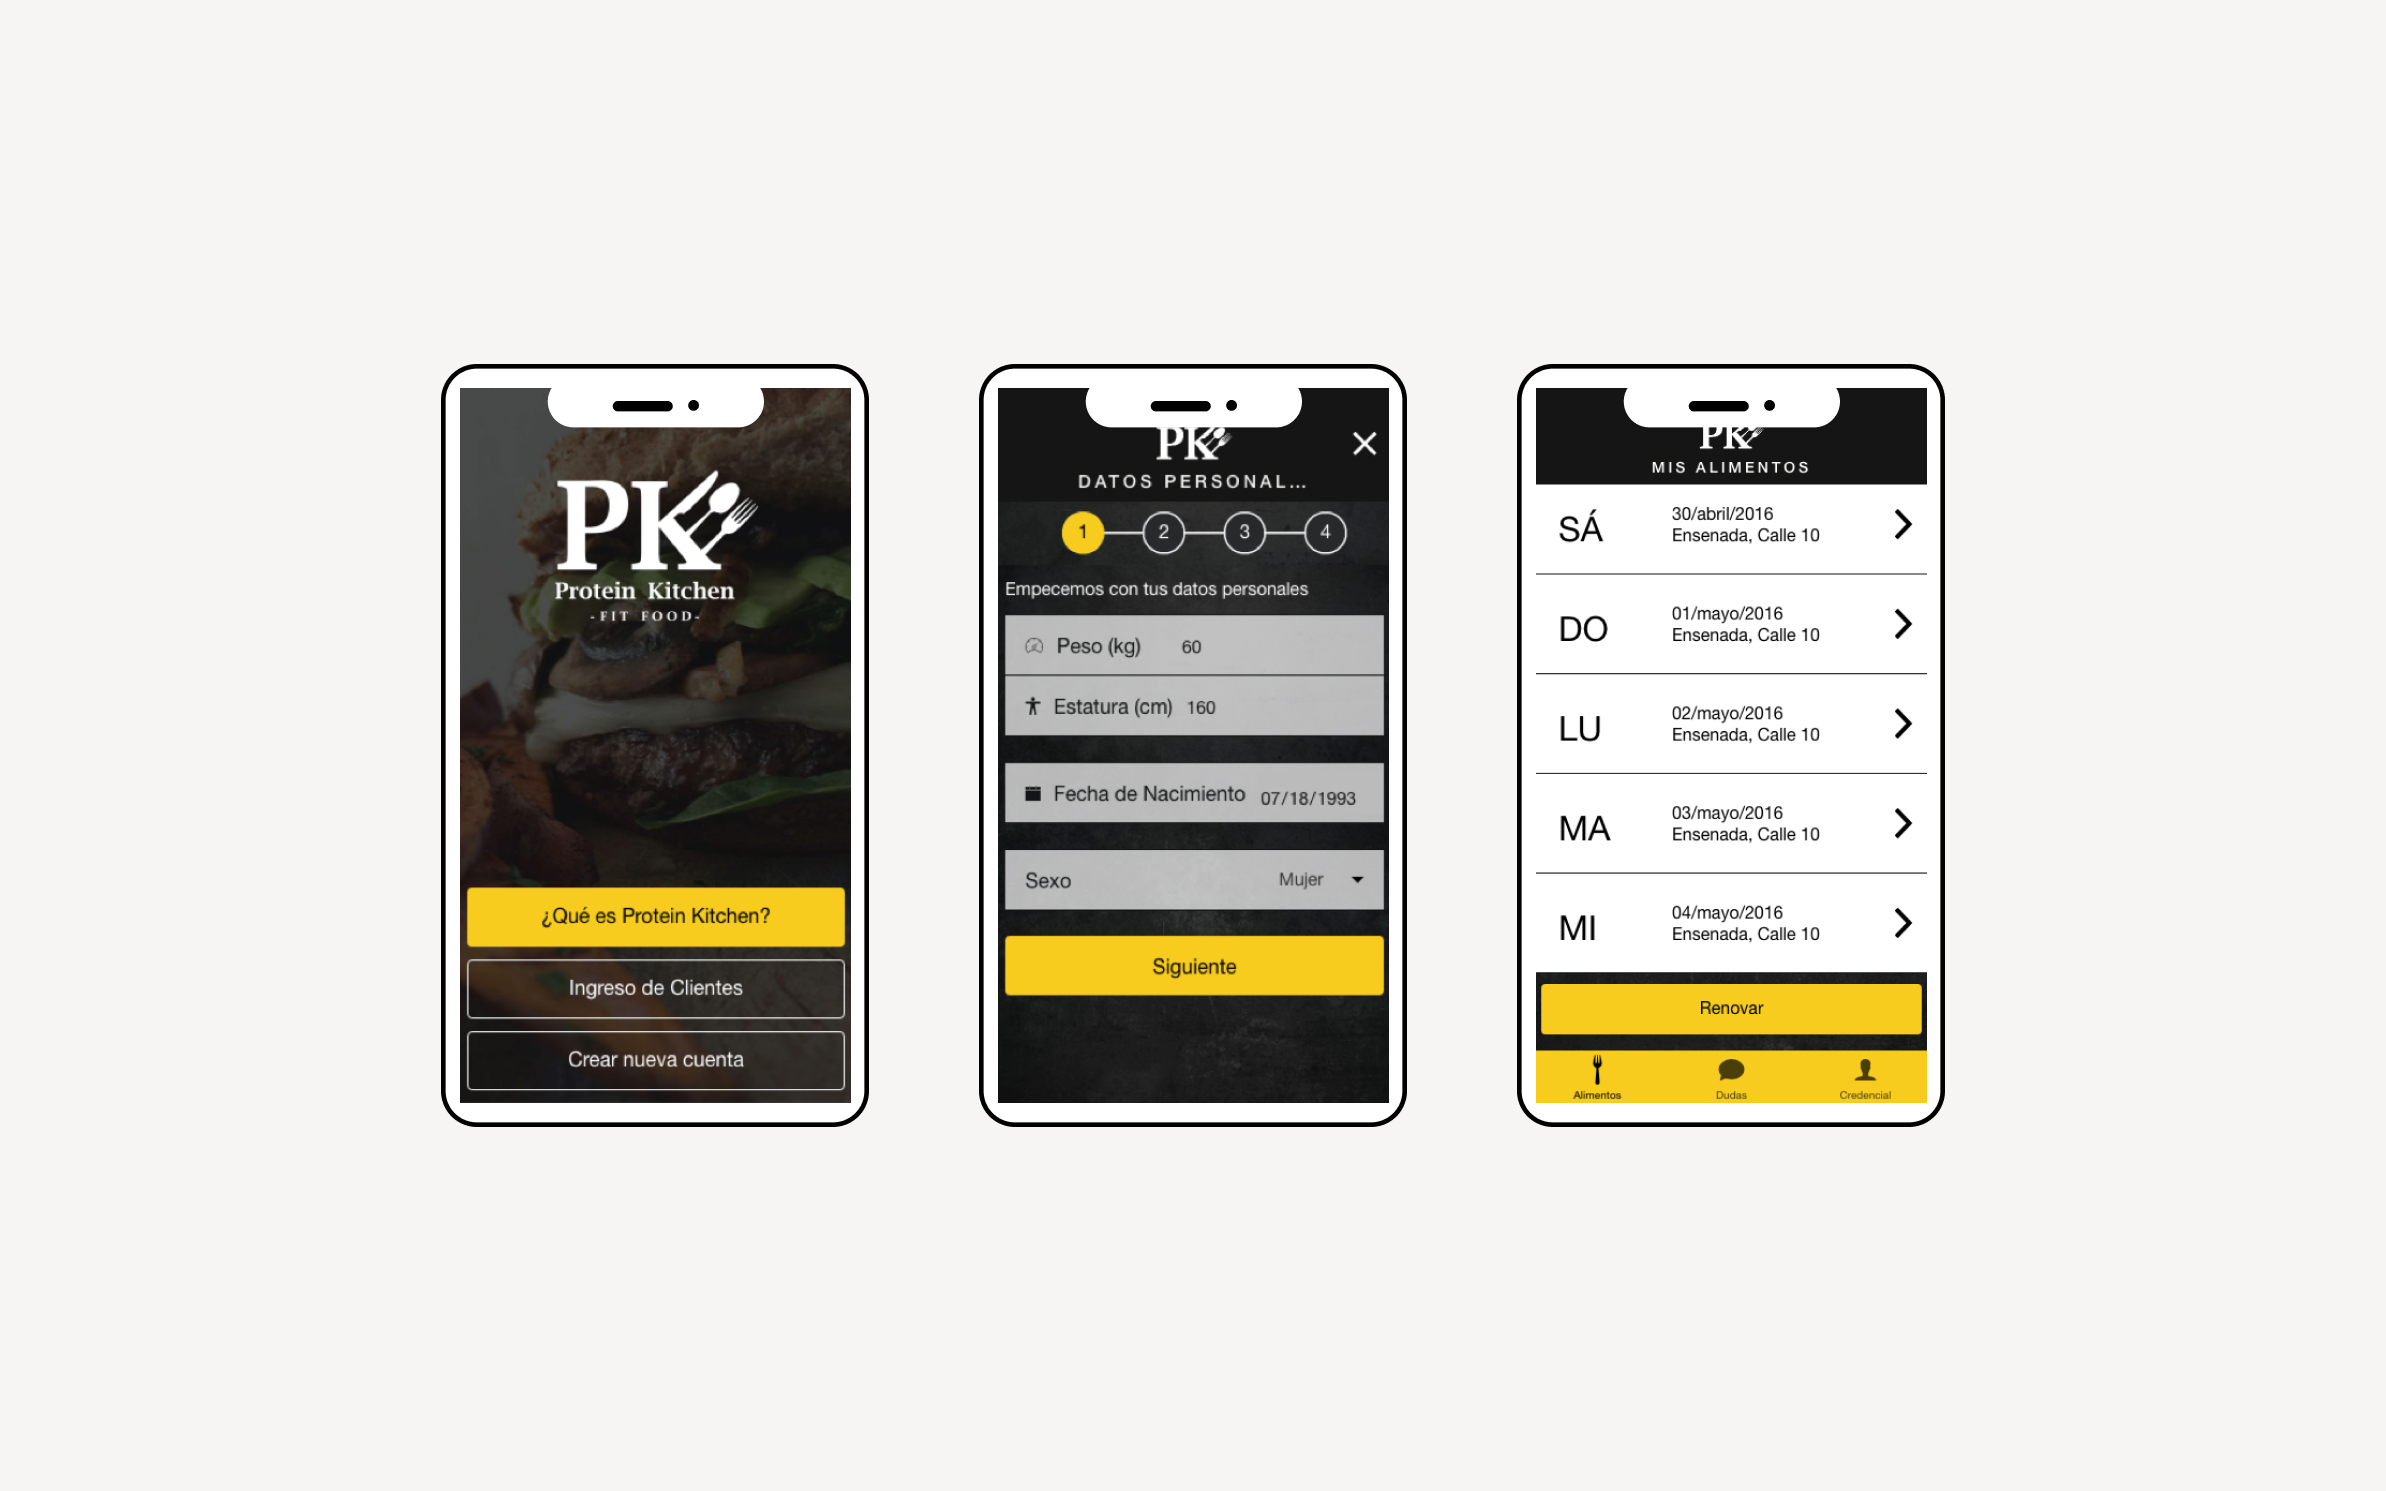 PK
Protein Kitchen
-FIT FOOD-
¿Qué es Protein Kitchen?
Ingreso de Clientes
Crear nueva cuenta
PK
DATOS PERSONAL...
1 2 3 4
Empecemos con tus datos personales
Peso (kg) 60
Estatura (cm) 160
Fecha de Nacimiento 07/18/1993
Sexo Mujer
Siguiente
PK
MIS ALIMENTOS
SÁ
30/abril/2016
Ensenada, Calle 10
DO
01/mayo/2016
Ensenada, Calle 10
LU
02/mayo/2016
Ensenada, Calle 10
MA
03/mayo/2016
Ensenada, Calle 10
MI
04/mayo/2016
Ensenada, Calle 10
Renovar
Alimentos Dudas Credencial